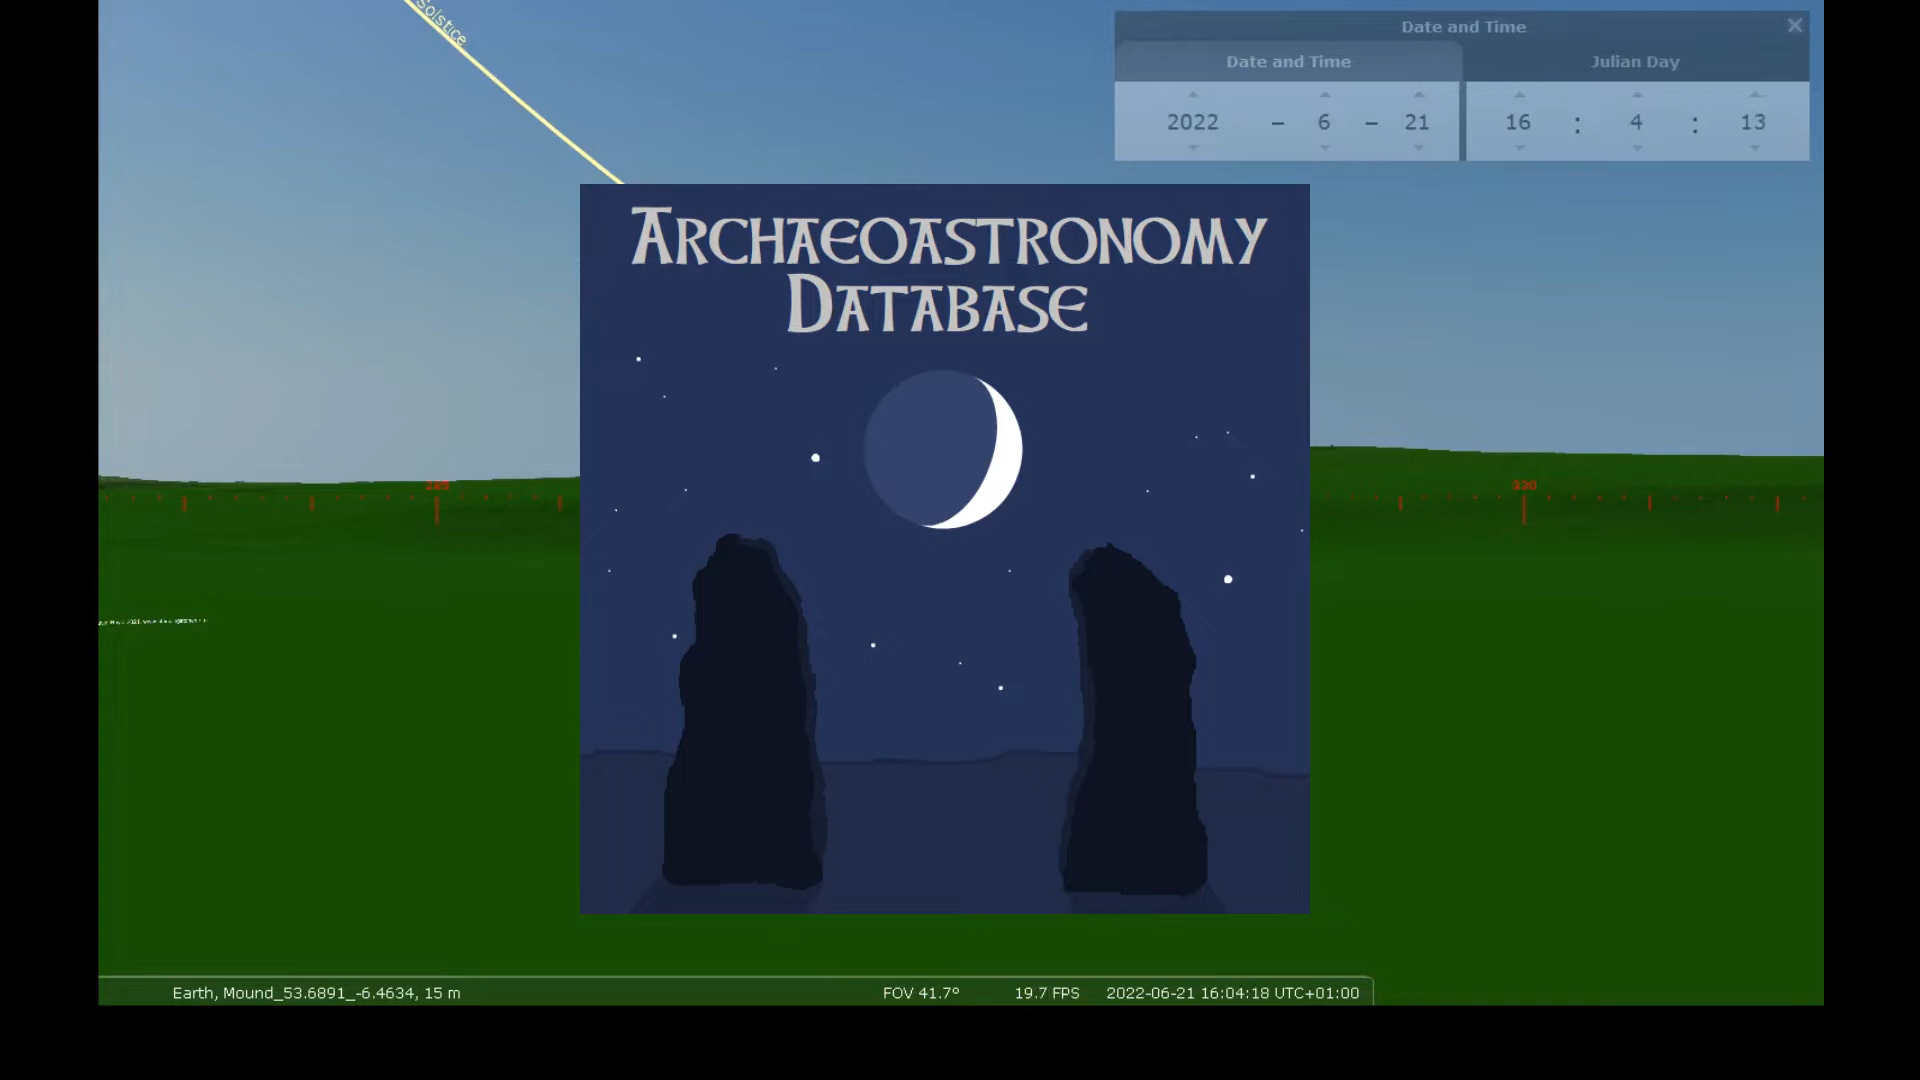 Solstice
Date and Time
Date and Time
Julian Day
2022 – 6 – 21
16 : 4 : 13
ARCHAEOASTRONOMY
DATABASE
Earth, Mound_53.6891_-6.4634, 15 m
FOV 41.7°
19.7 FPS
2022-06-21 16:04:18 UTC+01:00